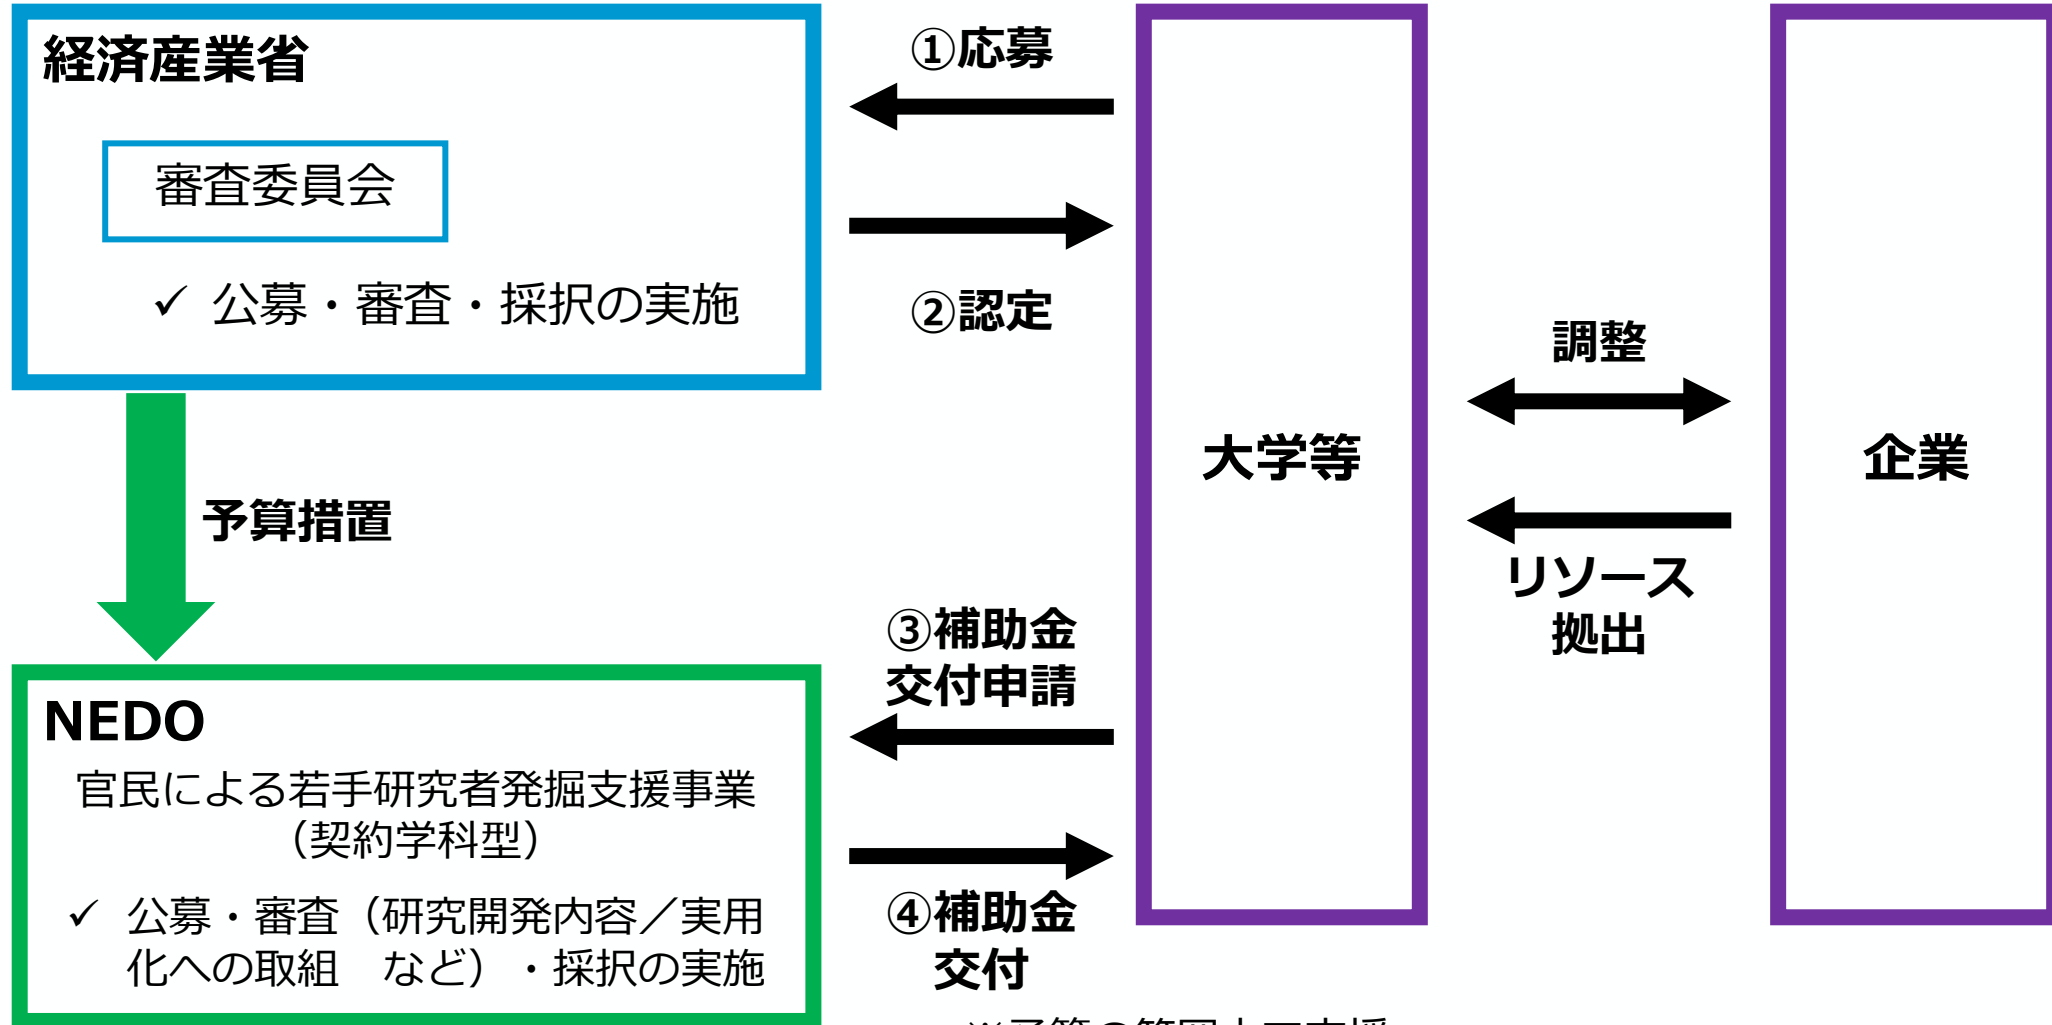 経済産業省
審査委員会
✓ 公募・審査・採択の実施
①応募
②認定
予算措置
NEDO
官民による若手研究者発掘支援事業
（契約学科型）
✓ 公募・審査（研究開発内容／実用
化への取組　など）・採択の実施
③補助金
交付申請
④補助金
交付
大学等
調整
リソース
拠出
企業